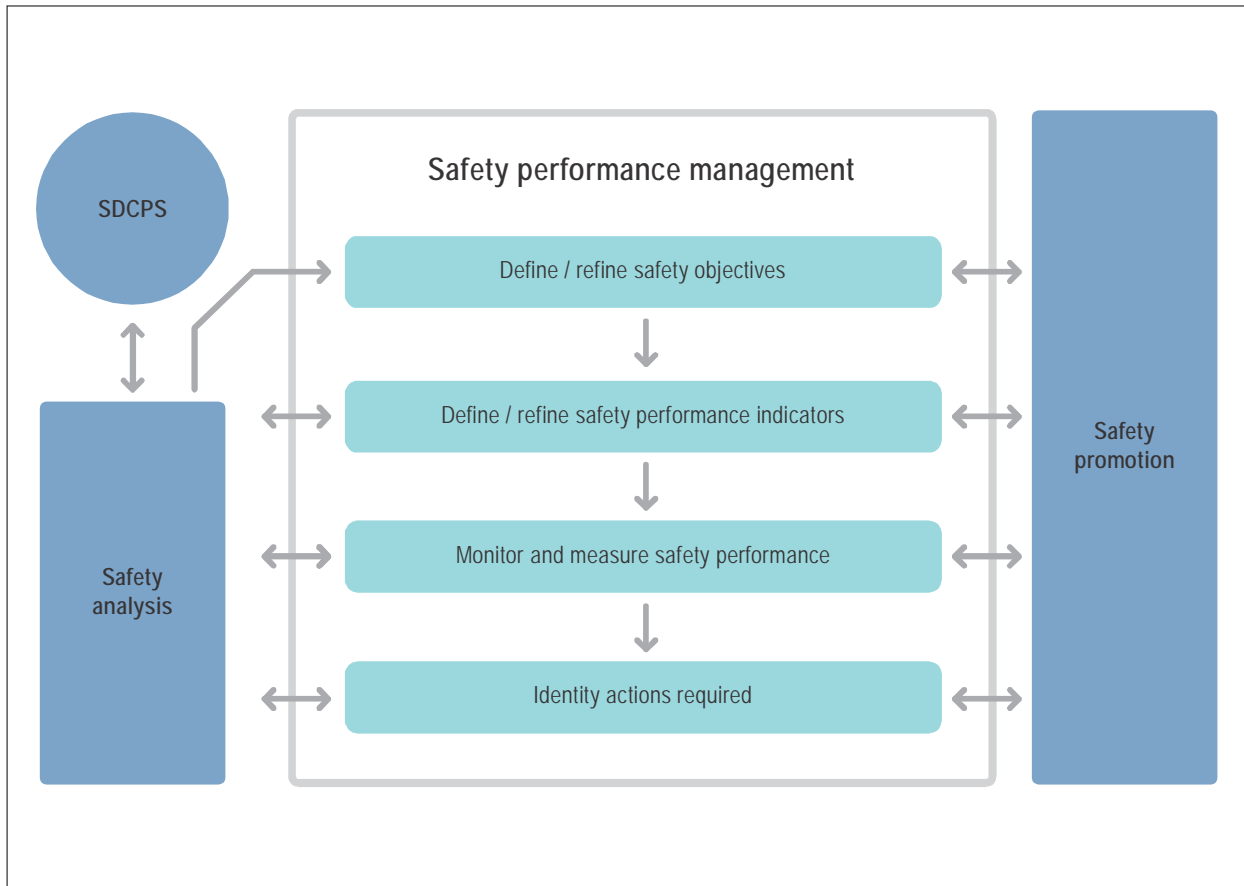 Safety performance management
SDCPS
Define / refine safety objectives
Define / refine safety performance indicators
Safety
promotion
Monitor and measure safety performance
Safety
analysis
Identity actions required